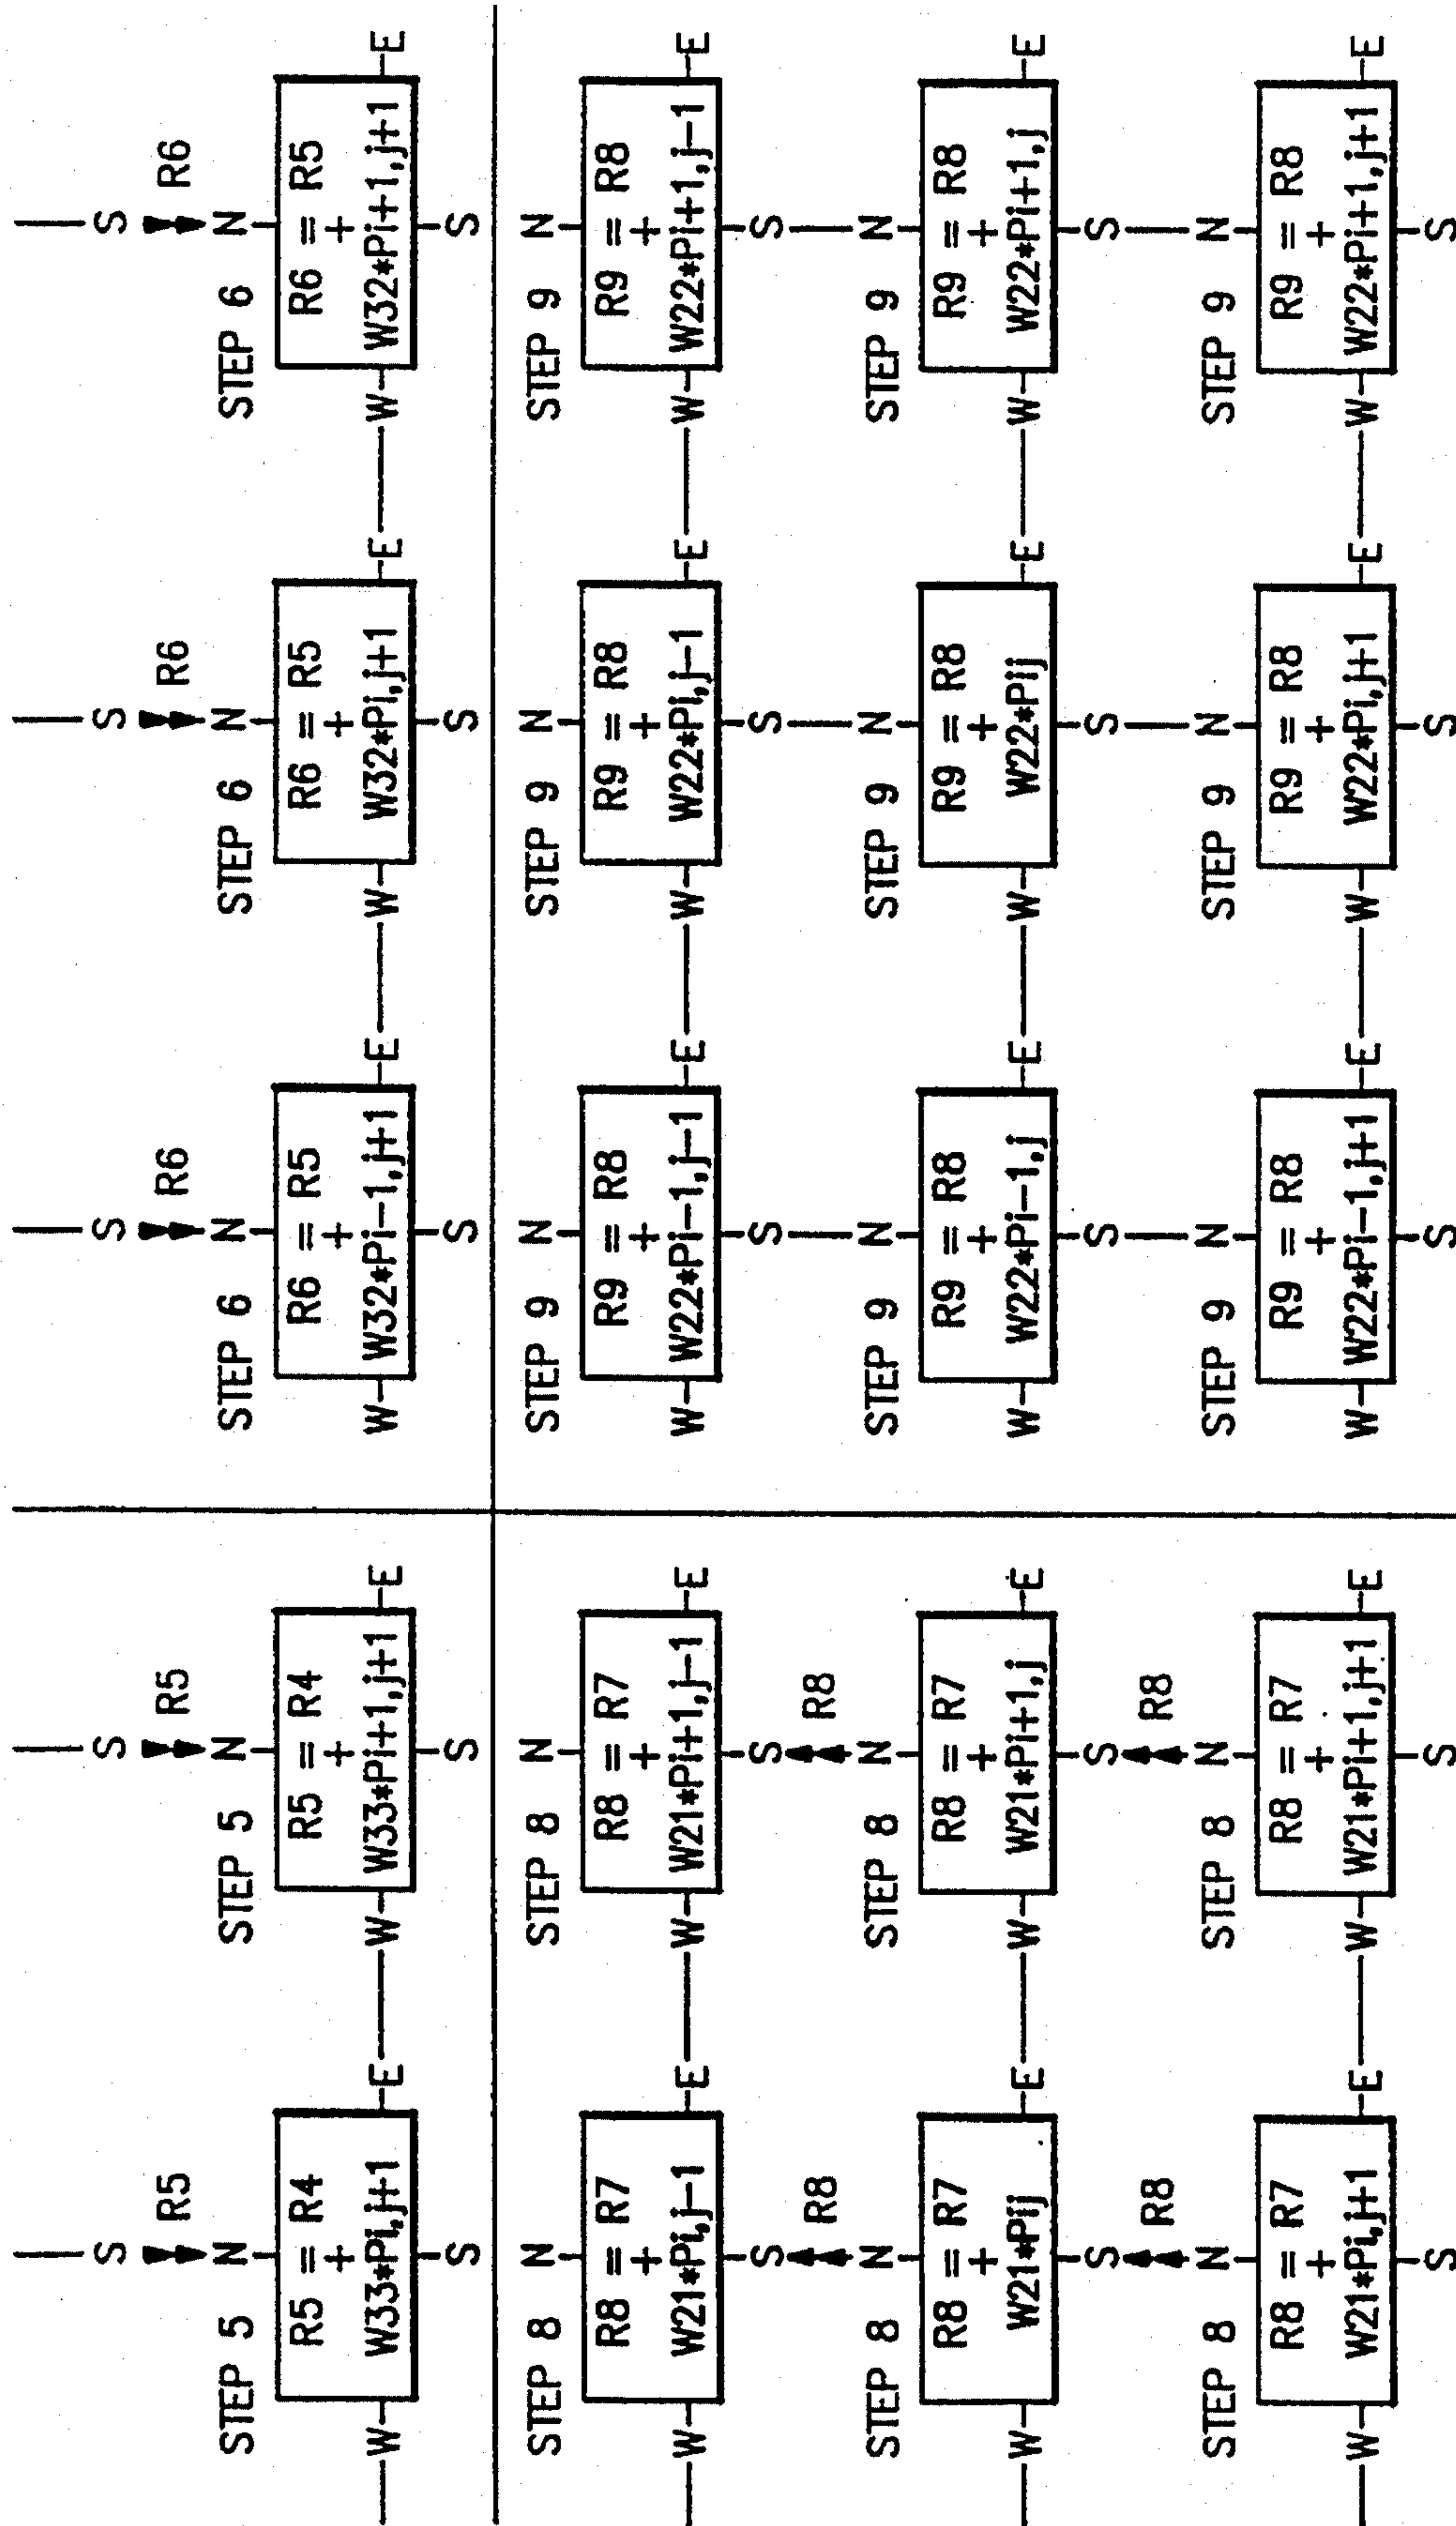 S S S S S
R5 R5 R6 R6 R6
STEP 5 N STEP 5 N STEP 6 N STEP 6 N STEP 6 N
R5 = R4 R5 = R4 R6 = R5 R6 = R5 R6 = R5
+ + + + +
W W33*Pi,j+1 E W W33*Pi+1,j+1 E W W32*Pi-1,j+1 E W W32*Pi,j+1 E W W32*Pi+1,j+1 E
S S S S S
STEP 8 N STEP 8 N STEP 9 N STEP 9 N STEP 9 N
R8 = R7 R8 = R7 R9 = R8 R9 = R8 R9 = R8
+ + + + +
W W21*Pi,j-1 E W W21*Pi+1,j-1 E W W22*Pi-1,j-1 E W W22*Pi,j-1 E W W22*Pi+1,j-1 E
S S S S S
R8 R8
STEP 8 N STEP 8 N STEP 9 N STEP 9 N STEP 9 N
R8 = R7 R8 = R7 R9 = R8 R9 = R8 R9 = R8
+ + + + +
W W21*Pij E W W21*Pi+1,j E W W22*Pi-1,j E W W22*Pij E W W22*Pi+1,j E
S S S S S
R8 R8
STEP 8 N STEP 8 N STEP 9 N STEP 9 N STEP 9 N
R8 = R7 R8 = R7 R9 = R8 R9 = R8 R9 = R8
+ + + + +
W W21*Pi,j+1 E W W21*Pi+1,j+1 E W W22*Pi-1,j+1 E W W22*Pi,j+1 E W W22*Pi+1,j+1 E
S S S S S